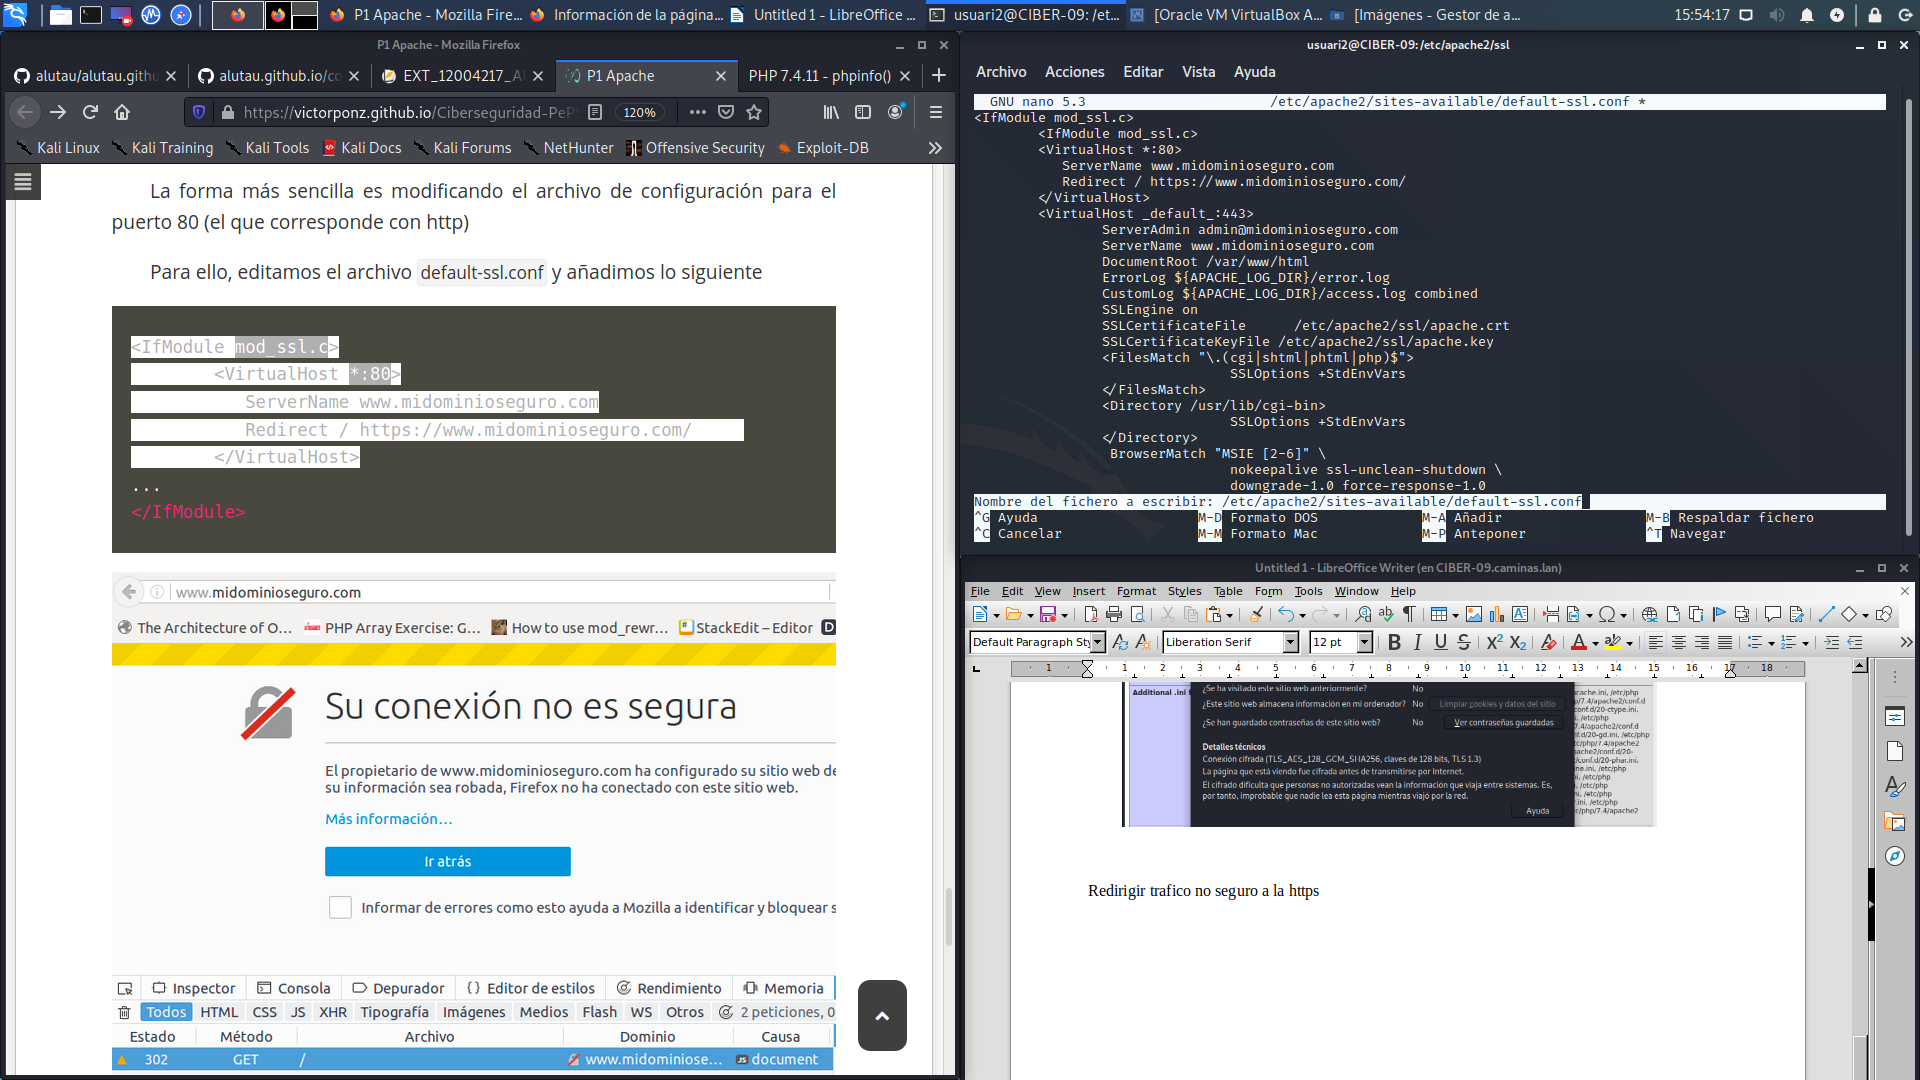 P1 Apache - Mozilla Fire...
Información de la página...
Untitled 1 - LibreOffice ...
usuari2@CIBER-09: /et...
[Oracle VM VirtualBox A...
[Imágenes - Gestor de a...
15:54:17
P1 Apache - Mozilla Firefox
alutau/alutau.gith
alutau.github.io/co
EXT_12004217_A
P1 Apache
PHP 7.4.11 - phpinfo()
https://victorponz.github.io/Ciberseguridad-PeP
120%
Kali Linux
Kali Training
Kali Tools
Kali Docs
Kali Forums
NetHunter
Offensive Security
Exploit-DB
La forma más sencilla es modificando el archivo de configuración para el
puerto 80 (el que corresponde con http)
Para ello, editamos el archivo default-ssl.conf y añadimos lo siguiente
<IfModule mod_ssl.c>
<VirtualHost *:80>
ServerName www.midominioseguro.com
Redirect / https://www.midominioseguro.com/
</VirtualHost>
...
</IfModule>
www.midominioseguro.com
The Architecture of O...
PHP Array Exercise: G...
How to use mod_rewr...
StackEdit – Editor
D
Su conexión no es segura
El propietario de www.midominioseguro.com ha configurado su sitio web de
su información sea robada, Firefox no ha conectado con este sitio web.
Más información...
Ir atrás
Informar de errores como esto ayuda a Mozilla a identificar y bloquear s
Inspector
Consola
Depurador
Editor de estilos
Rendimiento
Memoria
Todos HTML CSS JS XHR Tipografía Imágenes Medios Flash WS Otros 2 peticiones, 0
Estado Método Archivo Dominio Causa
302 GET / www.midominiose... JS document
usuari2@CIBER-09:/etc/apache2/ssl
Archivo Acciones Editar Vista Ayuda
GNU nano 5.3 /etc/apache2/sites-available/default-ssl.conf *
<IfModule mod_ssl.c>
<IfModule mod_ssl.c>
<VirtualHost *:80>
ServerName www.midominioseguro.com
Redirect / https://www.midominioseguro.com/
</VirtualHost>
<VirtualHost _default_:443>
ServerAdmin admin@midominioseguro.com
ServerName www.midominioseguro.com
DocumentRoot /var/www/html
ErrorLog ${APACHE_LOG_DIR}/error.log
CustomLog ${APACHE_LOG_DIR}/access.log combined
SSLEngine on
SSLCertificateFile /etc/apache2/ssl/apache.crt
SSLCertificateKeyFile /etc/apache2/ssl/apache.key
<FilesMatch "\.(cgi|shtml|phtml|php)$">
SSLOptions +StdEnvVars
</FilesMatch>
<Directory /usr/lib/cgi-bin>
SSLOptions +StdEnvVars
</Directory>
BrowserMatch "MSIE [2-6]" \
nokeepalive ssl-unclean-shutdown \
downgrade-1.0 force-response-1.0
Nombre del fichero a escribir: /etc/apache2/sites-available/default-ssl.conf
^G Ayuda M-D Formato DOS M-A Añadir M-B Respaldar fichero
^C Cancelar M-M Formato Mac M-P Anteponer ^T Navegar
Untitled 1 - LibreOffice Writer (en CIBER-09.caminas.lan)
File Edit View Insert Format Styles Table Form Tools Window Help
Default Paragraph Sty
Liberation Serif
12 pt
1 1 2 3 4 5 6 7 8 9 10 11 12 13 14 15 16 17 18
Additional .ini f
¿Se ha visitado este sitio web anteriormente? No
¿Este sitio web almacena información en mi ordenador? No Limpiar cookies y datos del sitio
¿Se han guardado contraseñas de este sitio web? No Ver contraseñas guardadas
Detalles técnicos
Conexión cifrada (TLS_AES_128_GCM_SHA256, claves de 128 bits, TLS 1.3)
La página que está viendo fue cifrada antes de transmitirse por Internet.
El cifrado dificulta que personas no autorizadas vean la información que viaja entre sistemas. Es,
por tanto, improbable que nadie lea esta página mientras viajó por la red.
Ayuda
Redirigir trafico no seguro a la https